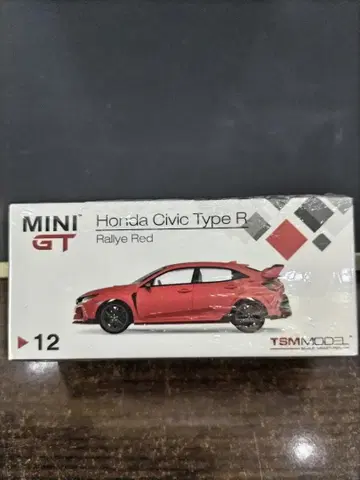 MINI
GT
Honda Civic Type R
Rallye Red
12
TSMMODEL